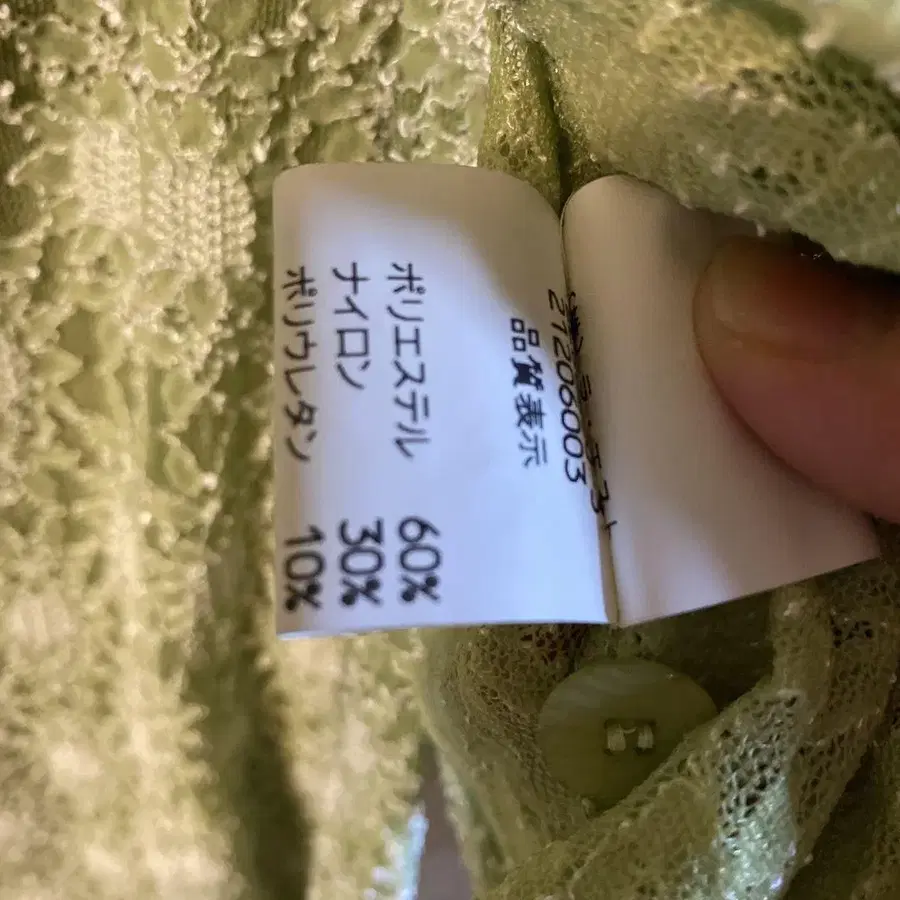 2126003
品質表示
ポリエステル 60%
ナイロン 30%
ポリウレタン 10%